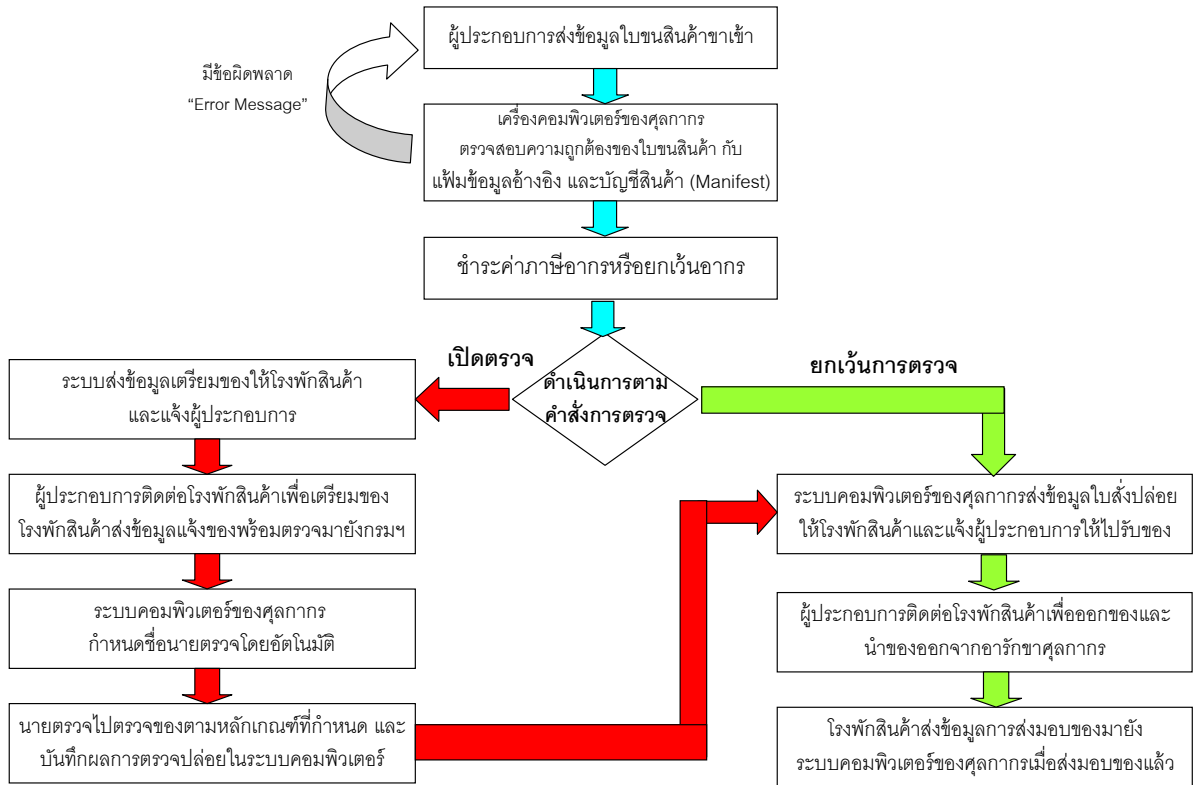 ผู้ประกอบการส่งข้อมูลใบขนสินค้าขาเข้า
มีข้อผิดพลาด
“Error Message”
เครื่องคอมพิวเตอร์ของศุลกากร
ตรวจสอบความถูกต้องของใบขนสินค้า กับ
แฟ้มข้อมูลอ้างอิง และบัญชีสินค้า (Manifest)
ชำระค่าภาษีอากรหรือยกเว้นอากร
เปิดตรวจ
ดำเนินการตาม
คำสั่งการตรวจ
ยกเว้นการตรวจ
ระบบส่งข้อมูลเตรียมของให้โรงพักสินค้า
และแจ้งผู้ประกอบการ
ผู้ประกอบการติดต่อโรงพักสินค้าเพื่อเตรียมของ
โรงพักสินค้าส่งข้อมูลแจ้งของพร้อมตรวจมายังกรมฯ
ระบบคอมพิวเตอร์ของศุลกากร
กำหนดชื่อนายตรวจโดยอัตโนมัติ
นายตรวจไปตรวจของตามหลักเกณฑ์ที่กำหนด และ
บันทึกผลการตรวจปล่อยในระบบคอมพิวเตอร์
ระบบคอมพิวเตอร์ของศุลกากรส่งข้อมูลใบสั่งปล่อย
ให้โรงพักสินค้าและแจ้งผู้ประกอบการให้ไปรับของ
ผู้ประกอบการติดต่อโรงพักสินค้าเพื่อออกของและ
นำของออกจากอารักขาศุลกากร
โรงพักสินค้าส่งข้อมูลการส่งมอบของมายัง
ระบบคอมพิวเตอร์ของศุลกากรเมื่อส่งมอบของแล้ว